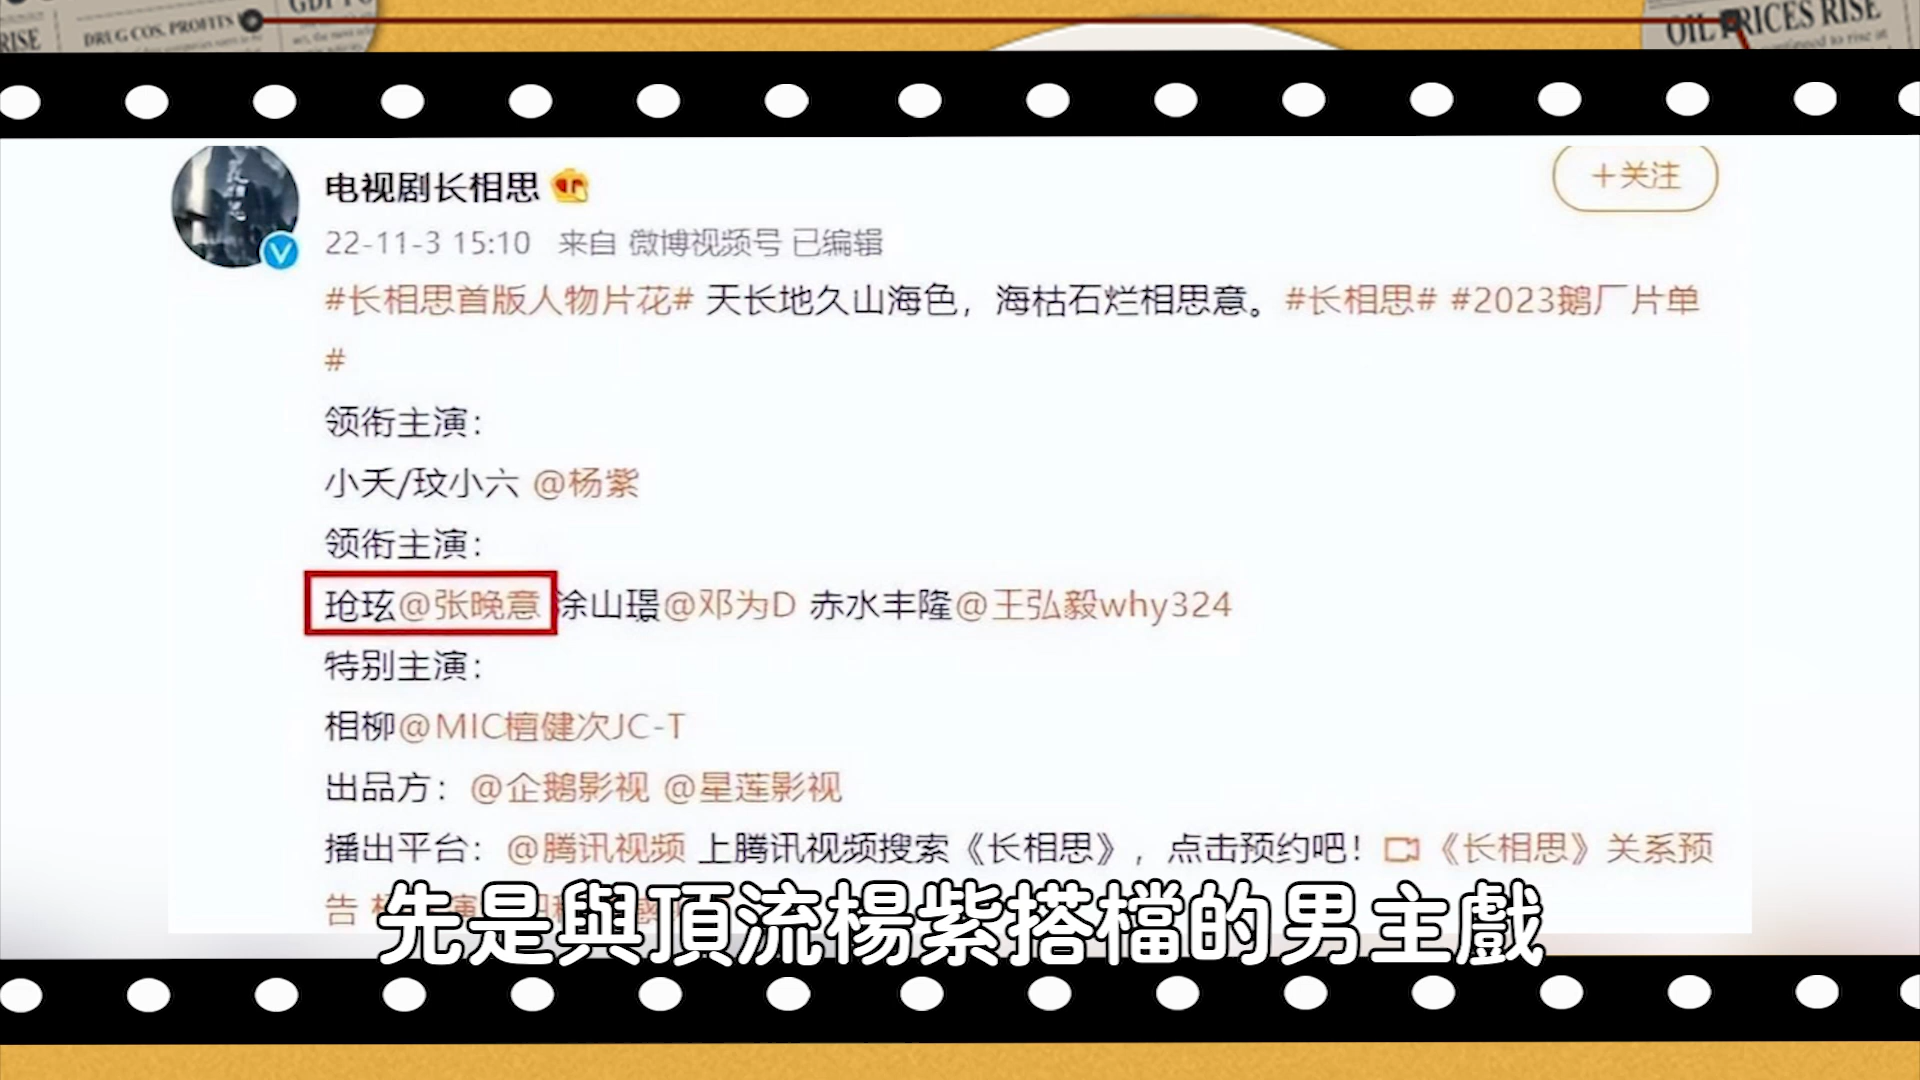 RISE
DRUG COS. PROFITS
OIL PRICES RISE
电视剧长相思
+关注
22-11-3 15:10 来自 微博视频号 已编辑
#长相思首版人物片花# 天长地久山海色，海枯石烂相思意。#长相思# #2023鹅厂片单
#
领衔主演：
小夭/玟小六 @杨紫
领衔主演：
玱玹@张晚意 涂山璟@邓为D 赤水丰隆@王弘毅why324
特别主演：
相柳@MIC檀健次JC-T
出品方：@企鹅影视 @星莲影视
播出平台：@腾讯视频 上腾讯视频搜索《长相思》，点击预约吧！《长相思》关系预
告
先是與頂流楊紫搭檔的男主戲